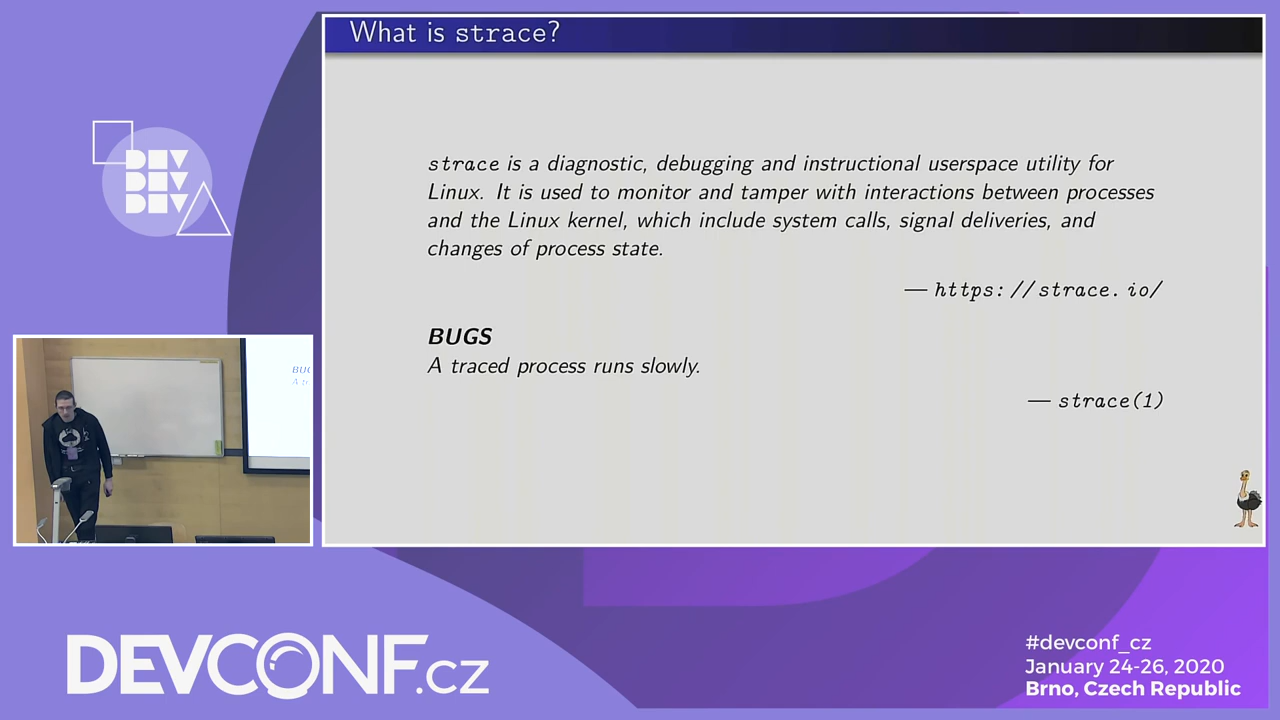 What is strace?
DEV
DEV
DEV
strace is a diagnostic, debugging and instructional userspace utility for
Linux. It is used to monitor and tamper with interactions between processes
and the Linux kernel, which include system calls, signal deliveries, and
changes of process state.
— https://strace.io/
BUGS
A traced process runs slowly.
— strace(1)
DEVCONF.cz
#devconf_cz
January 24-26, 2020
Brno, Czech Republic